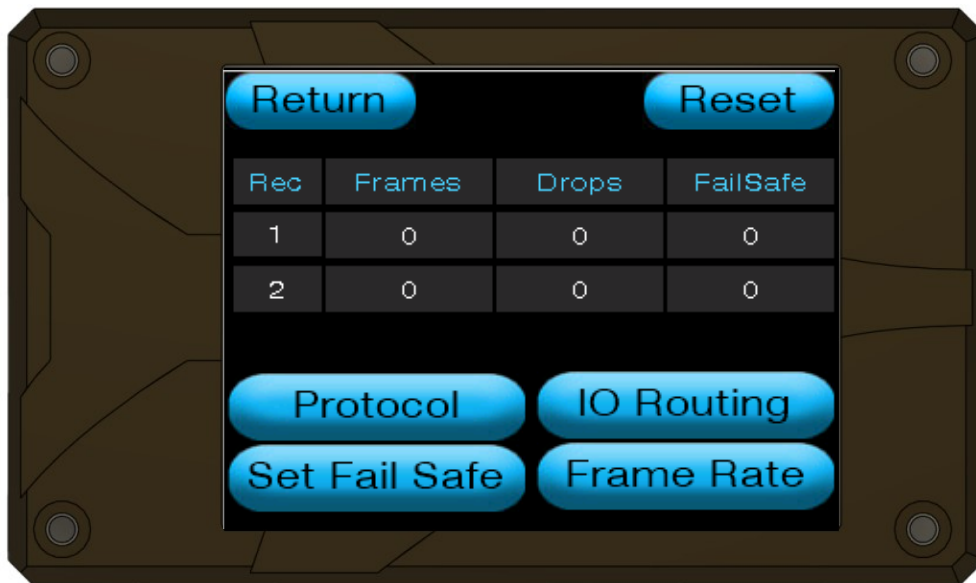 Return Reset
Rec Frames Drops FailSafe
1 0 0 0
2 0 0 0
Protocol IO Routing
Set Fail Safe Frame Rate